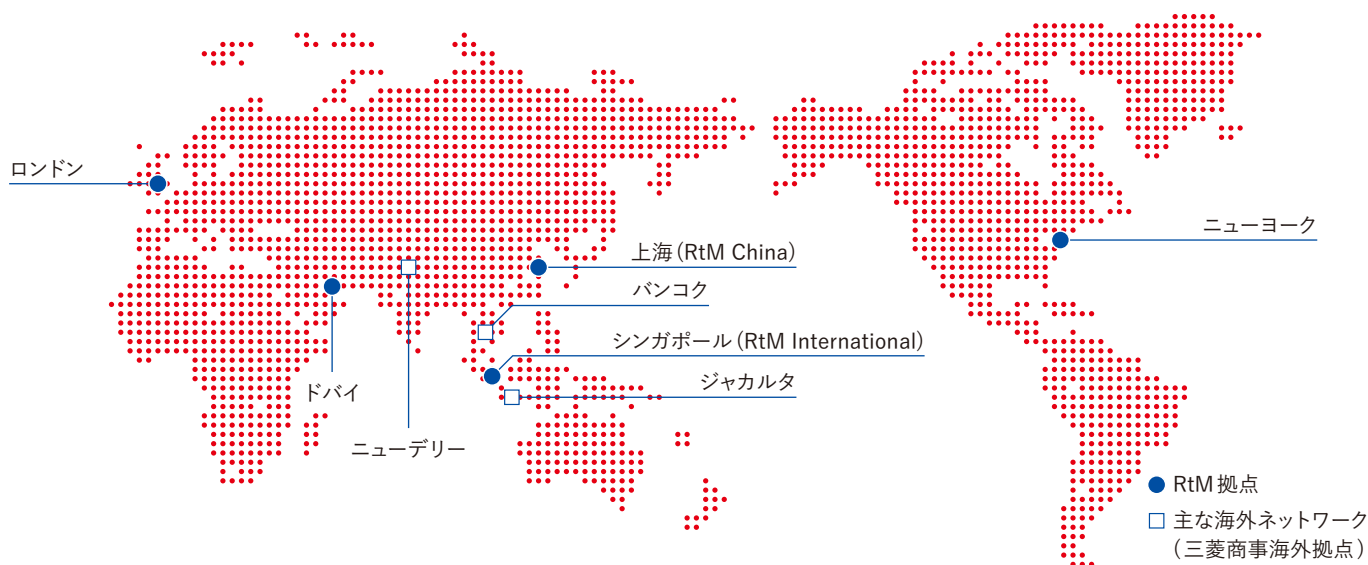 ロンドン
ニューヨーク
上海(RtM China)
バンコク
シンガポール(RtM International)
ジャカルタ
ドバイ
ニューデリー
RtM 拠点
主な海外ネットワーク
(三菱商事海外拠点)